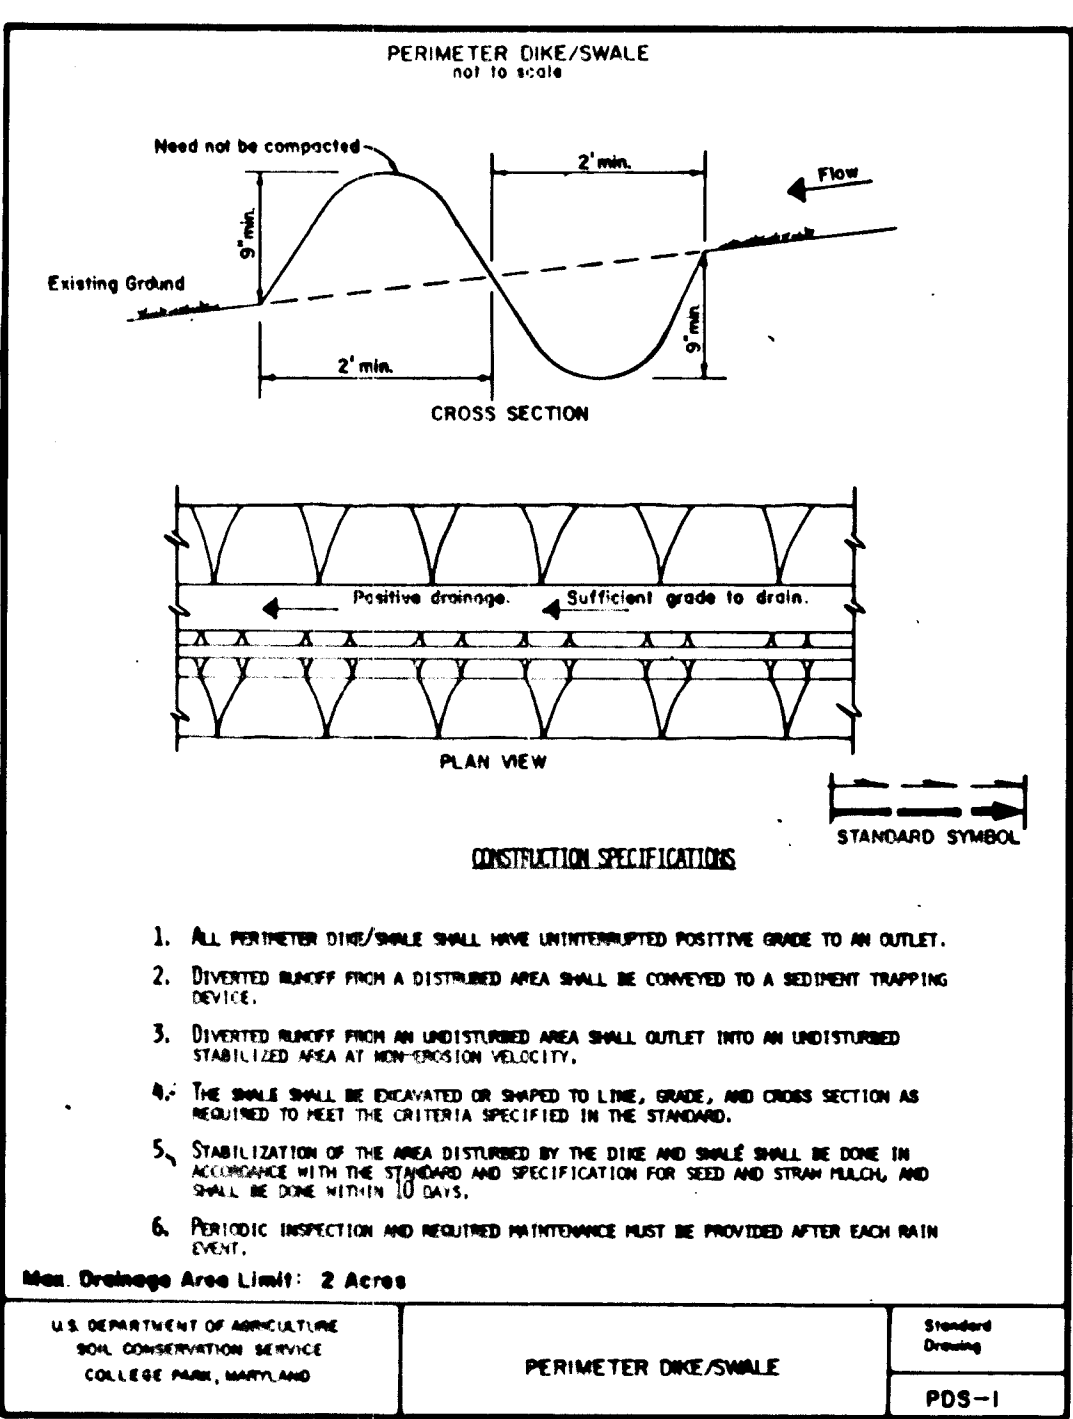 PERIMETER DIKE/SWALE
not to scale
Need not be compacted
2' min.
Flow
9" min.
Existing Ground
9" min.
2' min.
CROSS SECTION
Positive drainage.
Sufficient grade to drain.
PLAN VIEW
STANDARD SYMBOL
CONSTRUCTION SPECIFICATIONS
1. ALL PERIMETER DIKE/SWALE SHALL HAVE UNINTERRUPTED POSITIVE GRADE TO AN OUTLET.
2. DIVERTED RUNOFF FROM A DISTRUBED AREA SHALL BE CONVEYED TO A SEDIMENT TRAPPING
DEVICE.
3. DIVERTED RUNOFF FROM AN UNDISTURBED AREA SHALL OUTLET INTO AN UNDISTURBED
STABILIZED AREA AT NON-EROSION VELOCITY.
4. THE SWALE SHALL BE EXCAVATED OR SHAPED TO LINE, GRADE, AND CROSS SECTION AS
REQUIRED TO MEET THE CRITERIA SPECIFIED IN THE STANDARD.
5. STABILIZATION OF THE AREA DISTURBED BY THE DIKE AND SWALE SHALL BE DONE IN
ACCORDANCE WITH THE STANDARD AND SPECIFICATION FOR SEED AND STRAW MULCH, AND
SHALL BE DONE WITHIN 10 DAYS.
6. PERIODIC INSPECTION AND REQUIRED MAINTENANCE MUST BE PROVIDED AFTER EACH RAIN
EVENT.
Max. Drainage Area Limit: 2 Acres
U.S. DEPARTMENT OF AGRICULTURE
SOIL CONSERVATION SERVICE
COLLEGE PARK, MARYLAND
PERIMETER DIKE/SWALE
Standard
Drawing
PDS-1